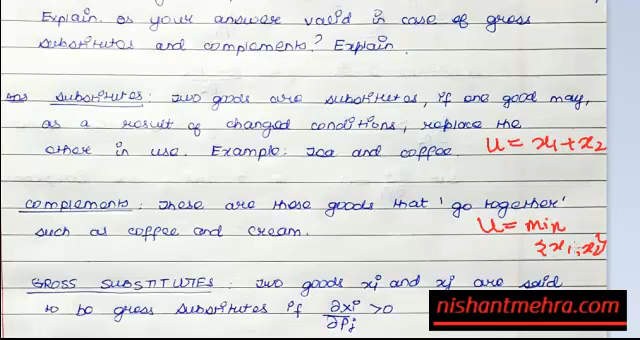 Explain. Is your answere valid in case of gross
substitutes and complements? Explain.
Ans Substitutes: Two goods are substitutes, if one good may,
as a result of changed conditions, replace the
other in use. Example: Tea and coffee. U = x1 + x2
Complements: These are those goods that 'go together'
such as coffee and cream. U = min
{x1, x2}
GROSS SUBSTITUTES: Two goods xi and xj are said
to be gross substitutes if ∂xi/∂Pj > 0
nishantmehra.com